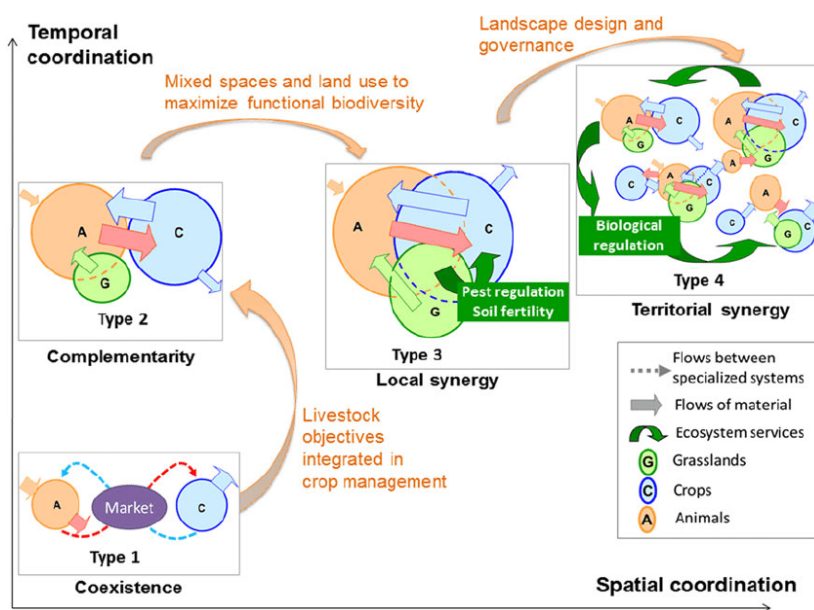 Temporal
coordination
Landscape design and
governance
Mixed spaces and land use to
maximize functional biodiversity
A
C
G
Type 2
Complementarity
A
C
G
Pest regulation
Soil fertility
Type 3
Local synergy
A
C
G
A
C
G
C
A
C
G
A
A
C
C
G
Biological
regulation
Type 4
Territorial synergy
Livestock
objectives
integrated in
crop management
A
Market
C
Type 1
Coexistence
Flows between
specialized systems
Flows of material
Ecosystem services
G Grasslands
C Crops
A Animals
Spatial coordination